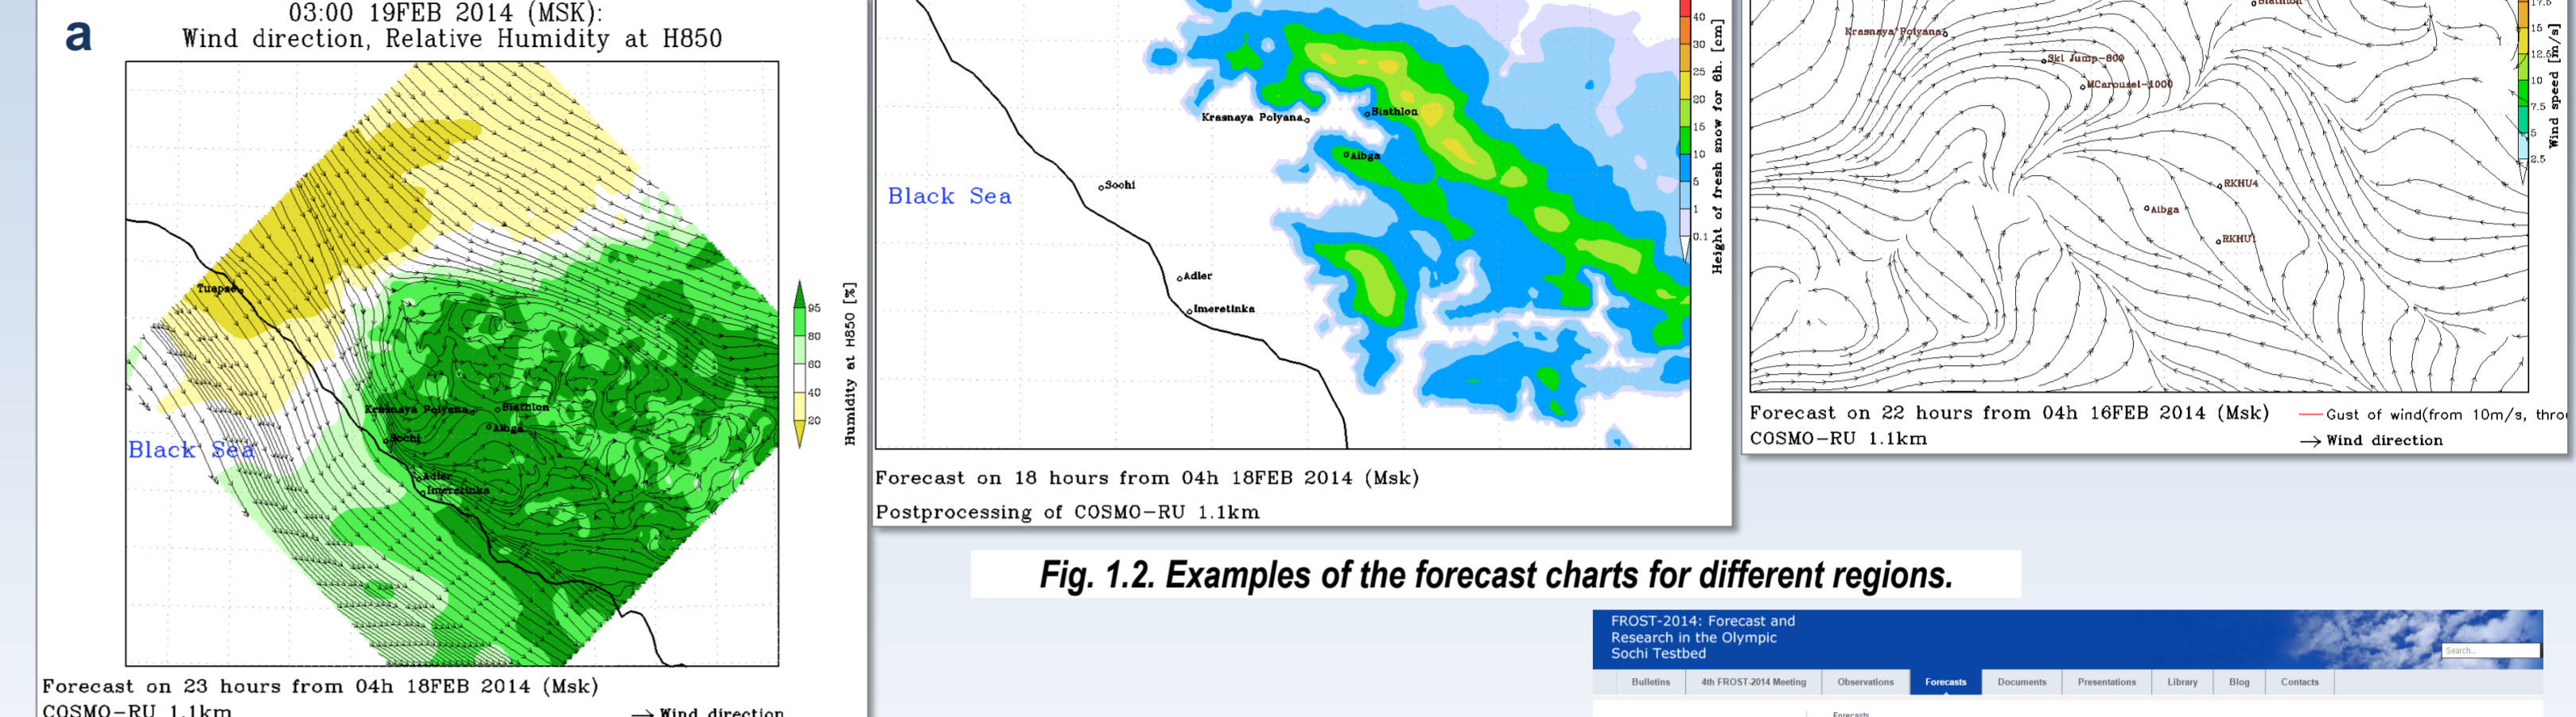 a
03:00 19FEB 2014 (MSK):
Wind direction, Relative Humidity at H850
Tuapse
Krasnaya Polyana
Biathlon
Aibga
Sochi
Black Sea
Adler
Imeretinka
95
80
60
40
20
Humidity at H850 [%]
Forecast on 23 hours from 04h 18FEB 2014 (Msk)
COSMO-RU 1.1km
Wind direction
Krasnaya Polyana
Biathlon
Aibga
Sochi
Black Sea
Adler
Imeretinka
40
30
25
20
15
10
5
1
0.1
Height of fresh snow for 6h. [cm]
Forecast on 18 hours from 04h 18FEB 2014 (Msk)
Postprocessing of COSMO-RU 1.1km
Biathlon
Krasnaya Polyana
Ski Jump-800
MCarousel-1000
RKHU4
Aibga
RKHU1
17.5
15
12.5
10
7.5
5
2.5
Wind speed [m/s]
Forecast on 22 hours from 04h 16FEB 2014 (Msk)
COSMO-RU 1.1km
Gust of wind(from 10m/s, thro
Wind direction
Fig. 1.2. Examples of the forecast charts for different regions.
FROST-2014: Forecast and
Research in the Olympic
Sochi Testbed
Search...
Bulletins 4th FROST-2014 Meeting Observations Forecasts Documents Presentations Library Blog Contacts
Forecasts